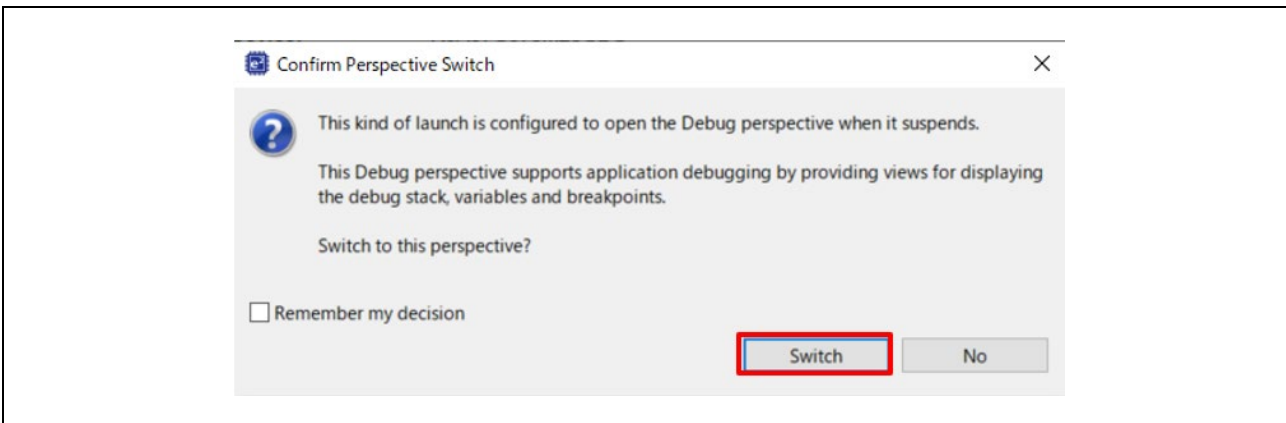 Confirm Perspective Switch
This kind of launch is configured to open the Debug perspective when it suspends.
This Debug perspective supports application debugging by providing views for displaying
the debug stack, variables and breakpoints.
Switch to this perspective?
Remember my decision
Switch No